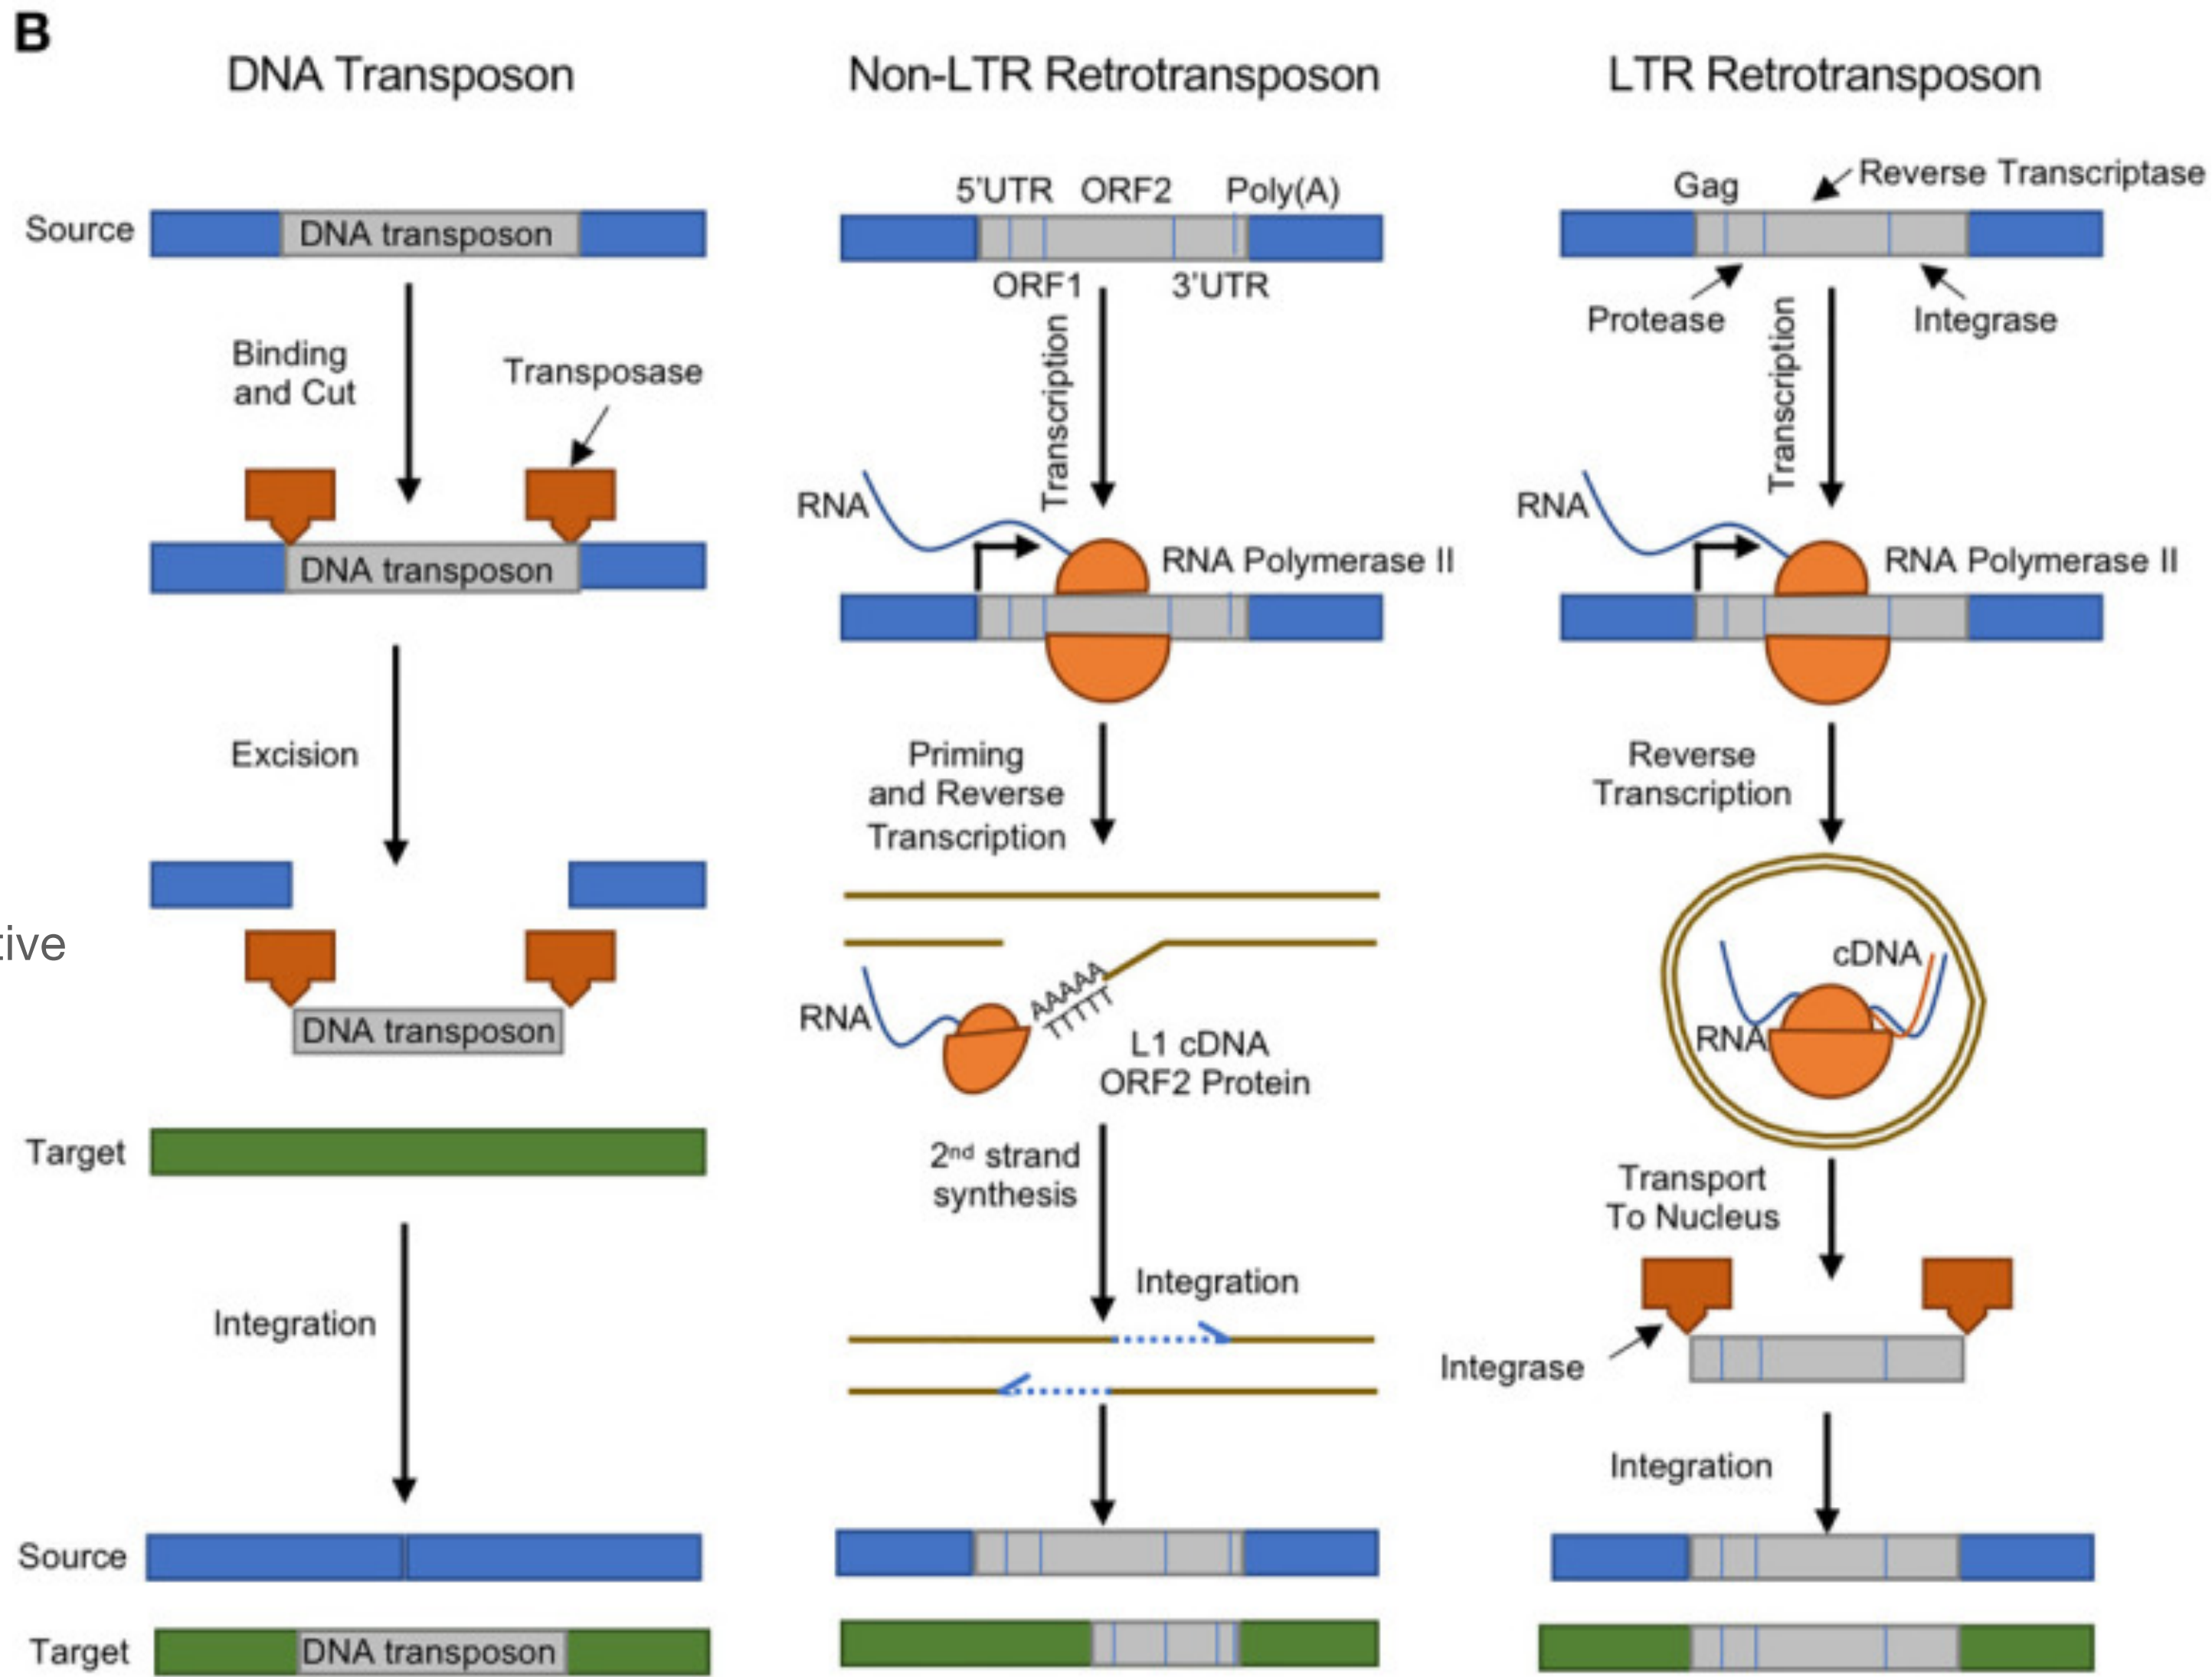 B
DNA Transposon
Source
DNA transposon
Binding
and Cut
Transposase
DNA transposon
Excision
tive
DNA transposon
Target
Integration
Source
Target
DNA transposon
Non-LTR Retrotransposon
5'UTR ORF2 Poly(A)
ORF1 3'UTR
Transcription
RNA
RNA Polymerase II
Priming
and Reverse
Transcription
AAAAA
TTTTT
RNA
L1 cDNA
ORF2 Protein
2nd strand
synthesis
Integration
LTR Retrotransposon
Gag
Reverse Transcriptase
Protease
Integrase
Transcription
RNA
RNA Polymerase II
Reverse
Transcription
cDNA
RNA
Transport
To Nucleus
Integrase
Integration